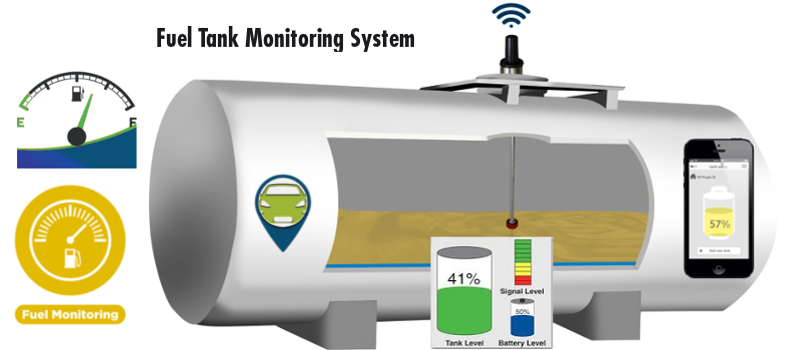 Fuel Tank Monitoring System
E
F
Fuel Monitoring
57%
41%
Signal Level
50%
Tank Level
Battery Level